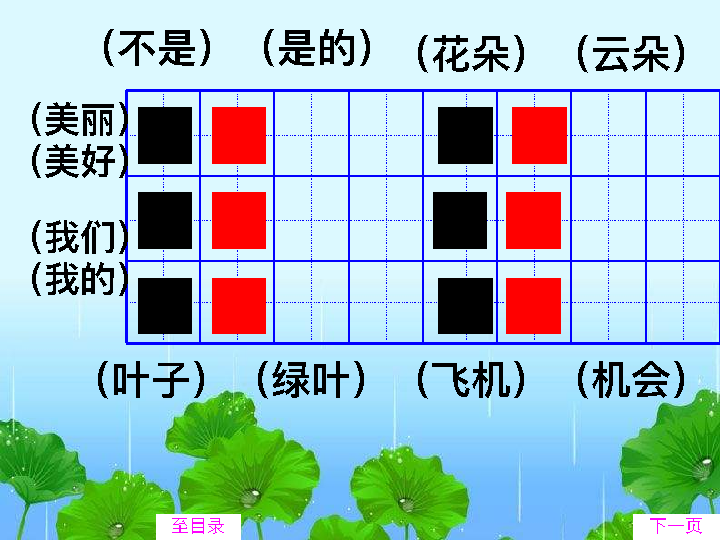 （不是）（是的）（花朵）（云朵）
（美丽）
（美好）
（我们）
（我的）
（叶子）（绿叶）（飞机）（机会）
至目录
下一页